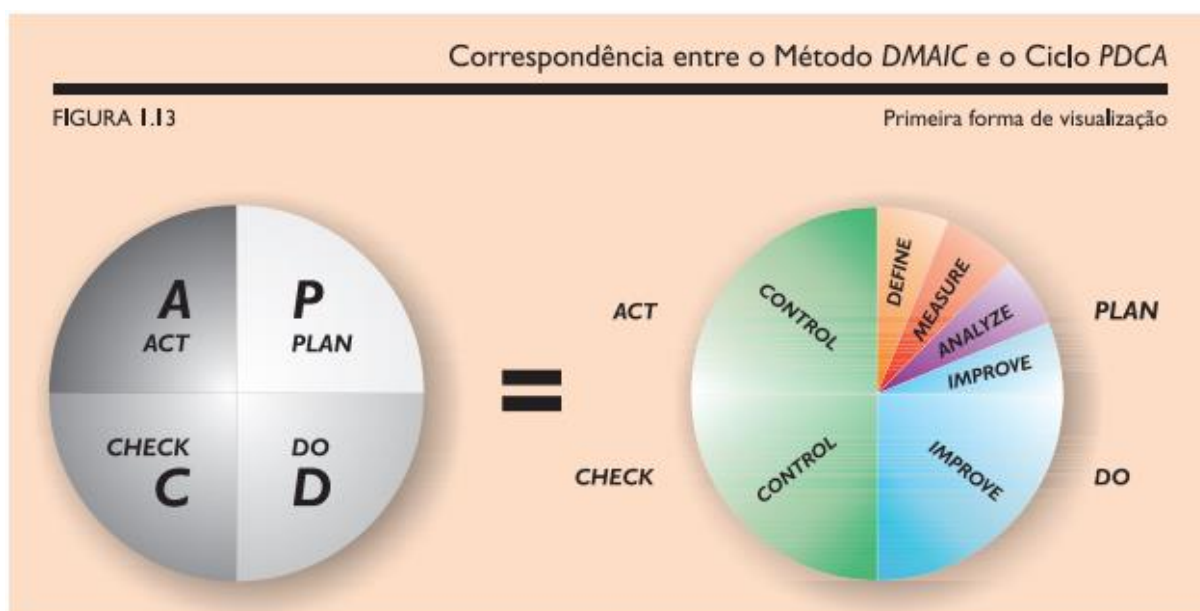 Correspondência entre o Método DMAIC e o Ciclo PDCA
FIGURA 1.13
Primeira forma de visualização
A
ACT
P
PLAN
CHECK
C
DO
D
=
ACT
CHECK
CONTROL
DEFINE
MEASURE
ANALYZE
IMPROVE
CONTROL
IMPROVE
PLAN
DO